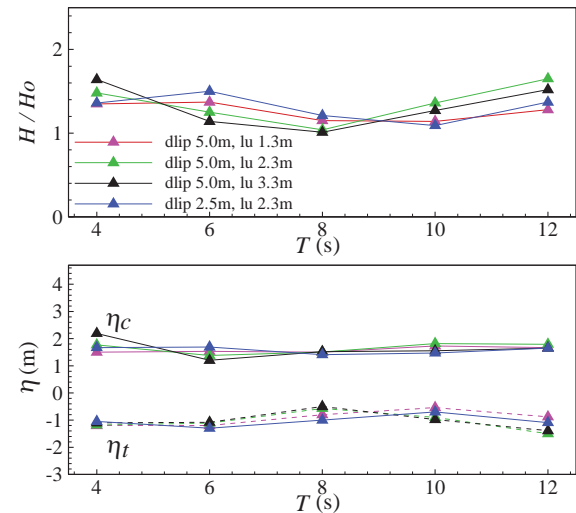 H / Ho
2
1
0
dlip 5.0m, lu 1.3m
dlip 5.0m, lu 2.3m
dlip 5.0m, lu 3.3m
dlip 2.5m, lu 2.3m
4 6 8 10 12
T (s)
η (m)
4
3
2
1
0
-1
-2
-3
ηc
ηt
4 6 8 10 12
T (s)